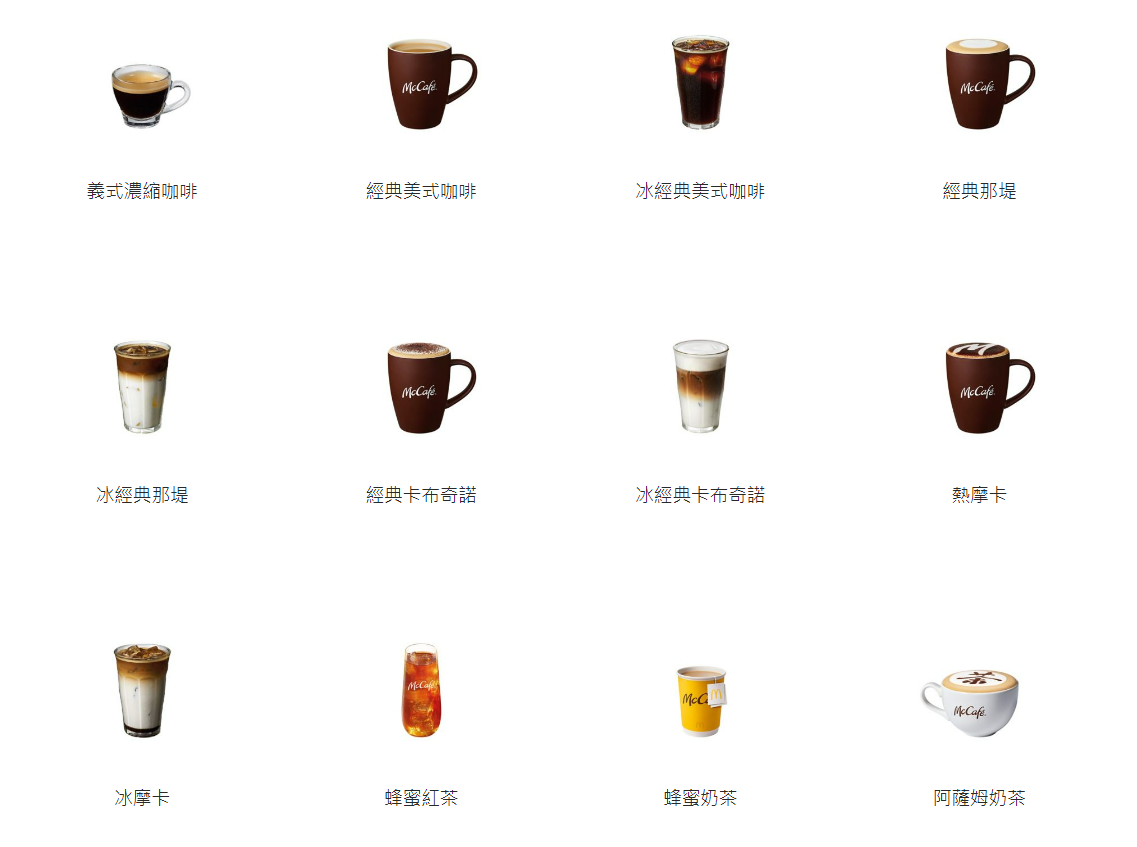 McCafé
McCafé
義式濃縮咖啡
經典美式咖啡
冰經典美式咖啡
經典那堤
McCafé
McCafé
冰經典那堤
經典卡布奇諾
冰經典卡布奇諾
熱摩卡
McCafé
McCa
McCafé
冰摩卡
蜂蜜紅茶
蜂蜜奶茶
阿薩姆奶茶